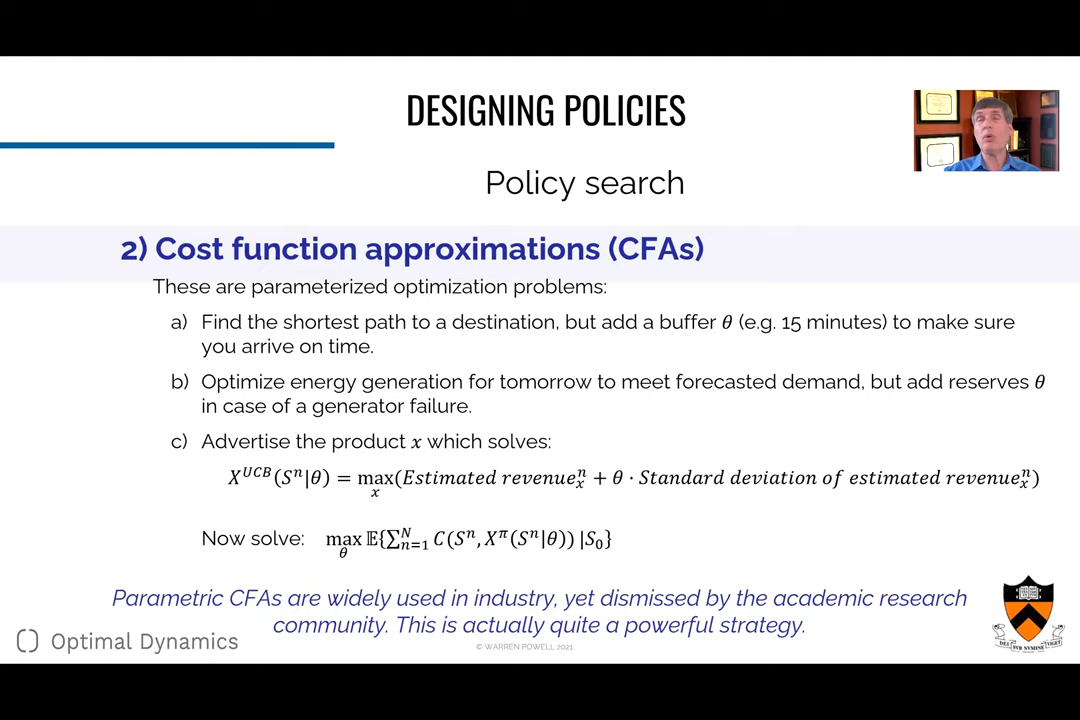 DESIGNING POLICIES
Policy search
2) Cost function approximations (CFAs)
These are parameterized optimization problems:
a) Find the shortest path to a destination, but add a buffer θ (e.g. 15 minutes) to make sure
you arrive on time.
b) Optimize energy generation for tomorrow to meet forecasted demand, but add reserves θ
in case of a generator failure.
c) Advertise the product x which solves:
X^{UCB}(S^n|θ) = max_x(Estimated revenue_x^n + θ · Standard deviation of estimated revenue_x^n)
Now solve: max_θ 𝔼{∑_{n=1}^N C(S^n, X^π(S^n|θ)) |S_0}
Parametric CFAs are widely used in industry, yet dismissed by the academic research
community. This is actually quite a powerful strategy.
Optimal Dynamics
© WARREN POWELL 2021